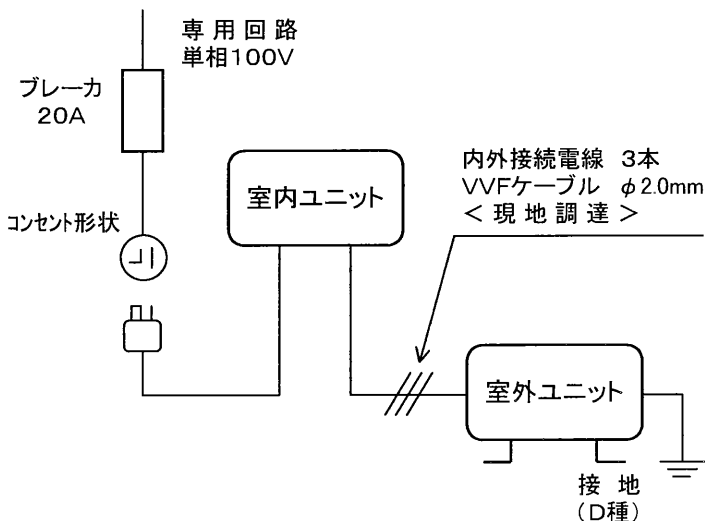 専用回路
単相100V
ブレーカ
20A
コンセント形状
室内ユニット
内外接続電線 3本
VVFケーブル φ2.0mm
<現地調達>
室外ユニット
接地
(D種)